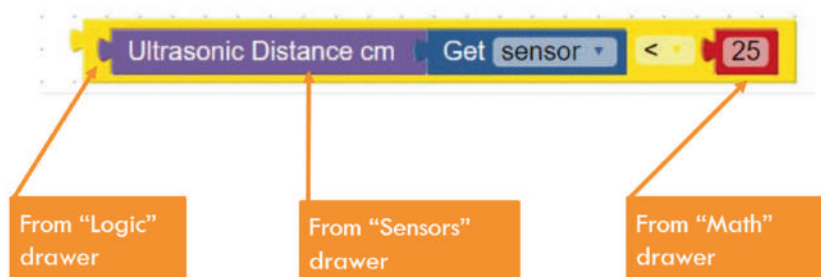 Ultrasonic Distance cm Get sensor < 25
From “Logic”
drawer
From “Sensors”
drawer
From “Math”
drawer